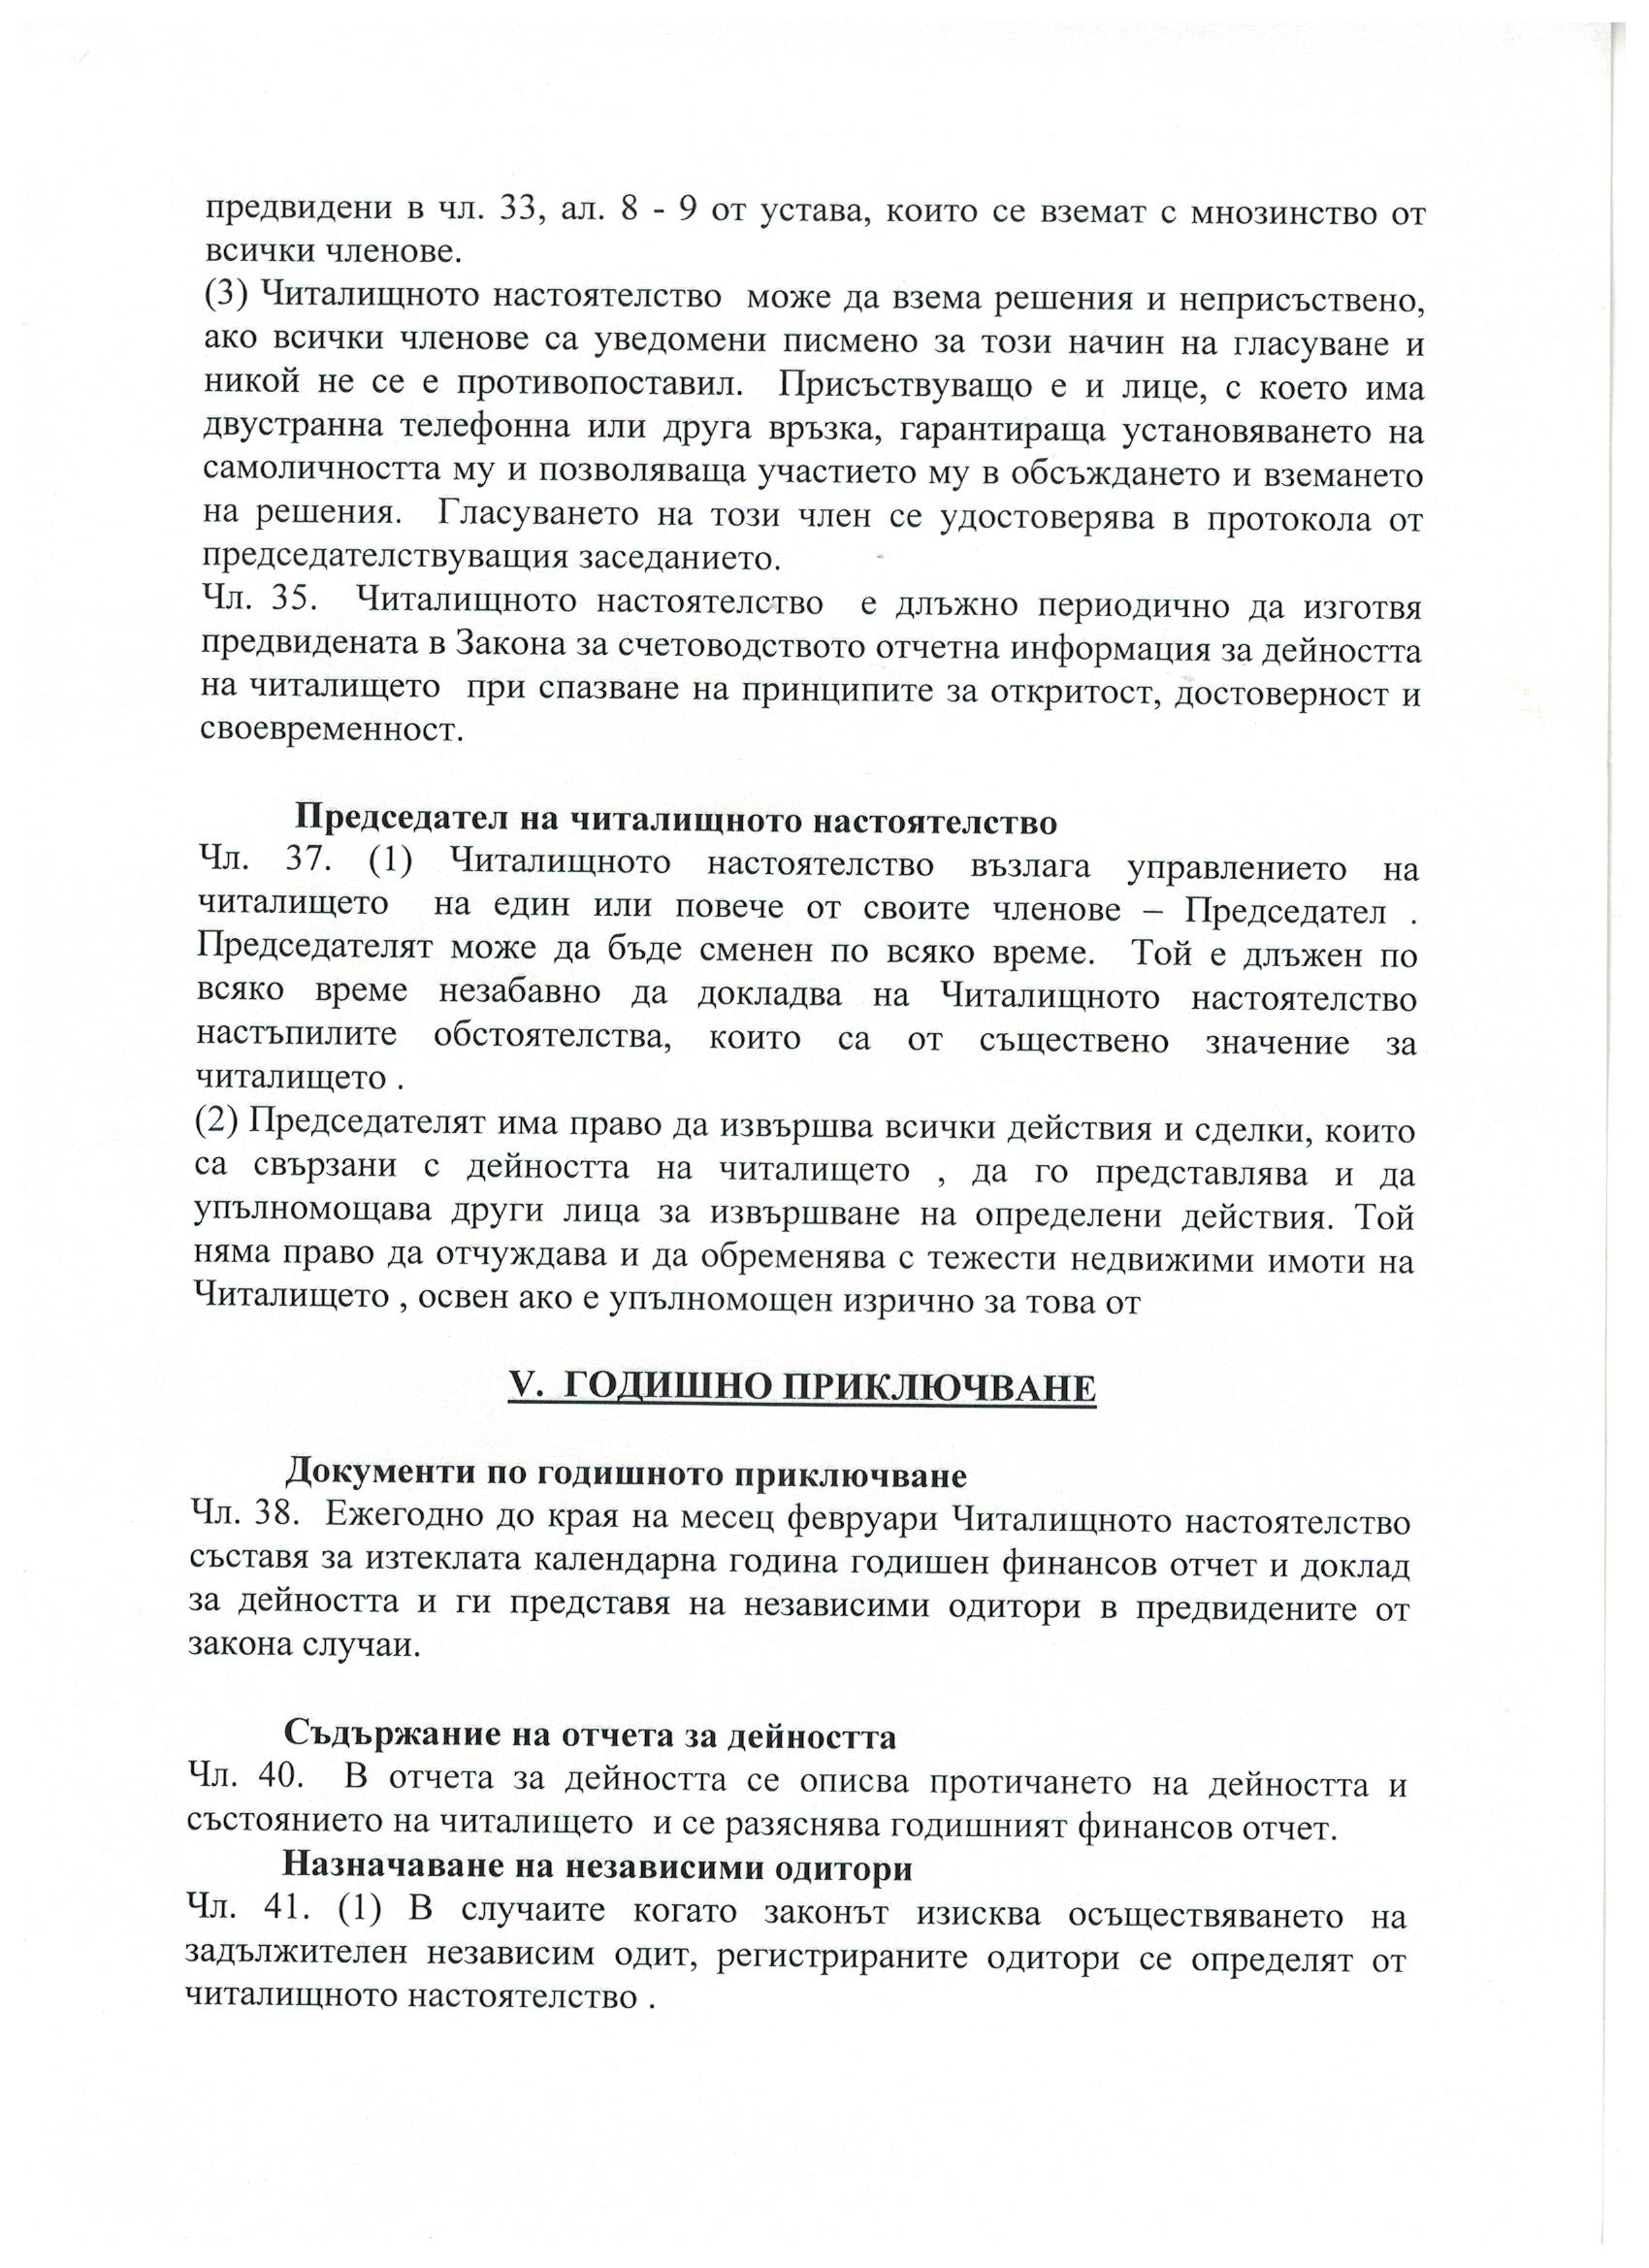 предвидени в чл. 33, ал. 8 - 9 от устава, които се вземат с мнозинство от
всички членове.
(3) Читалищното настоятелство може да взема решения и неприсъствено,
ако всички членове са уведомени писмено за този начин на гласуване и
никой не се е противопоставил. Присъствуващо е и лице, с което има
двустранна телефонна или друга връзка, гарантираща установяването на
самоличността му и позволяваща участието му в обсъждането и вземането
на решения. Гласуването на този член се удостоверява в протокола от
председателствуващия заседанието.
Чл. 35. Читалищното настоятелство е длъжно периодично да изготвя
предвидената в Закона за счетоводството отчетна информация за дейността
на читалището при спазване на принципите за откритост, достоверност и
своевременност.
Председател на читалищното настоятелство
Чл. 37. (1) Читалищното настоятелство възлага управлението на
читалището на един или повече от своите членове – Председател .
Председателят може да бъде сменен по всяко време. Той е длъжен по
всяко време незабавно да докладва на Читалищното настоятелство
настъпилите обстоятелства, които са от съществено значение за
читалището .
(2) Председателят има право да извършва всички действия и сделки, които
са свързани с дейността на читалището , да го представлява и да
упълномощава други лица за извършване на определени действия. Той
няма право да отчуждава и да обременява с тежести недвижими имоти на
Читалището , освен ако е упълномощен изрично за това от
V. ГОДИШНО ПРИКЛЮЧВАНЕ
Документи по годишното приключване
Чл. 38. Ежегодно до края на месец февруари Читалищното настоятелство
съставя за изтеклата календарна година годишен финансов отчет и доклад
за дейността и ги представя на независими одитори в предвидените от
закона случаи.
Съдържание на отчета за дейността
Чл. 40. В отчета за дейността се описва протичането на дейността и
състоянието на читалището и се разяснява годишният финансов отчет.
Назначаване на независими одитори
Чл. 41. (1) В случаите когато законът изисква осъществяването на
задължителен независим одит, регистрираните одитори се определят от
читалищното настоятелство .